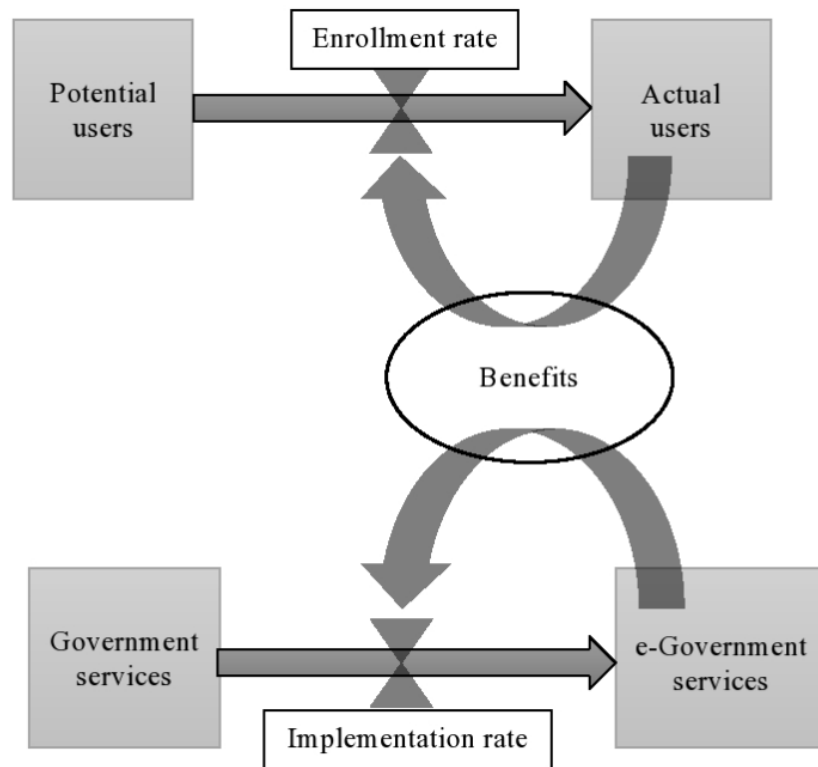 Enrollment rate
Potential
users
Actual
users
Benefits
Government
services
e-Government
services
Implementation rate